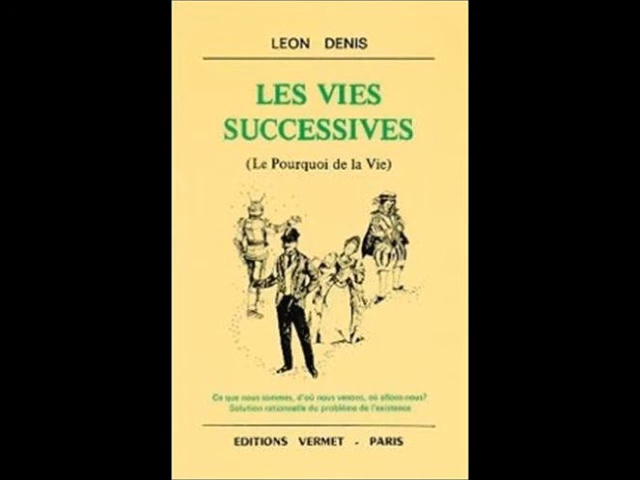 LEON DENIS
LES VIES
SUCCESSIVES
(Le Pourquoi de la Vie)
Ce que nous sommes, d'où nous venons, où allons-nous?
Solution rationnelle du problème de l'existence
EDITIONS VERMET - PARIS